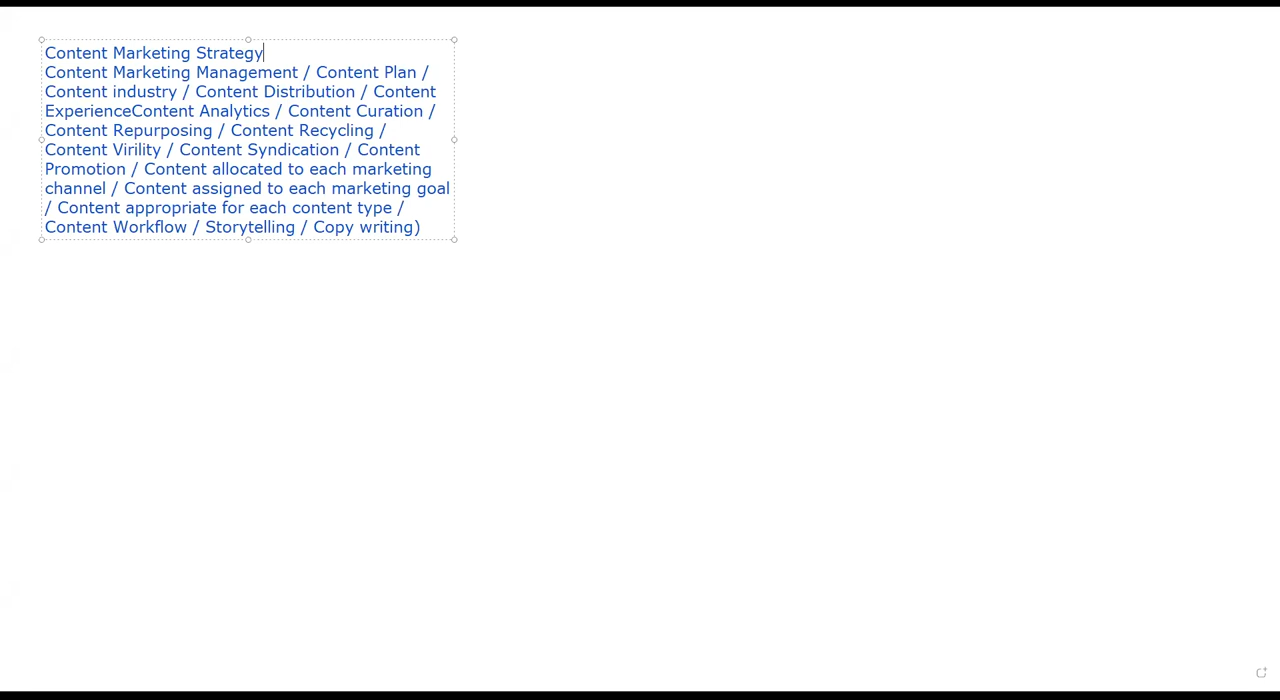 Content Marketing Strategy
Content Marketing Management / Content Plan /
Content industry / Content Distribution / Content
ExperienceContent Analytics / Content Curation /
Content Repurposing / Content Recycling /
Content Virility / Content Syndication / Content
Promotion / Content allocated to each marketing
channel / Content assigned to each marketing goal
/ Content appropriate for each content type /
Content Workflow / Storytelling / Copy writing)